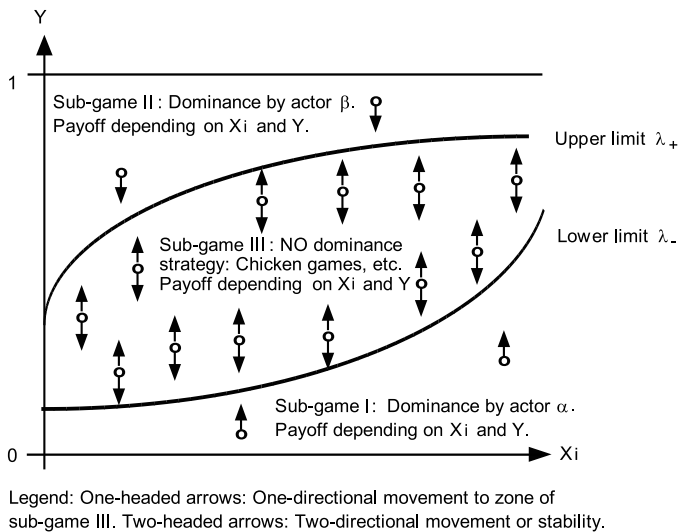 Y
1
Sub-game II : Dominance by actor β.
Payoff depending on Xi and Y.
Upper limit λ+
Lower limit λ-
Sub-game III : NO dominance
strategy: Chicken games, etc.
Payoff depending on Xi and Y
Sub-game I: Dominance by actor α.
Payoff depending on Xi and Y.
0
Xi
Legend: One-headed arrows: One-directional movement to zone of
sub-game III. Two-headed arrows: Two-directional movement or stability.